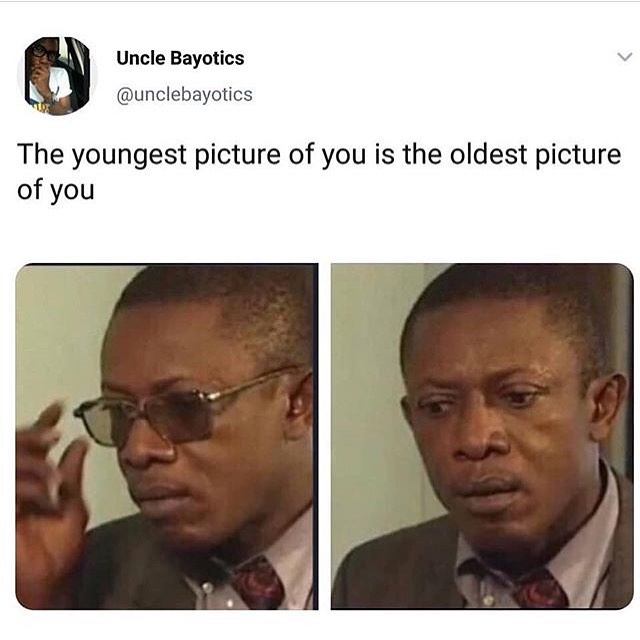 Uncle Bayotics
@unclebayotics
The youngest picture of you is the oldest picture
of you